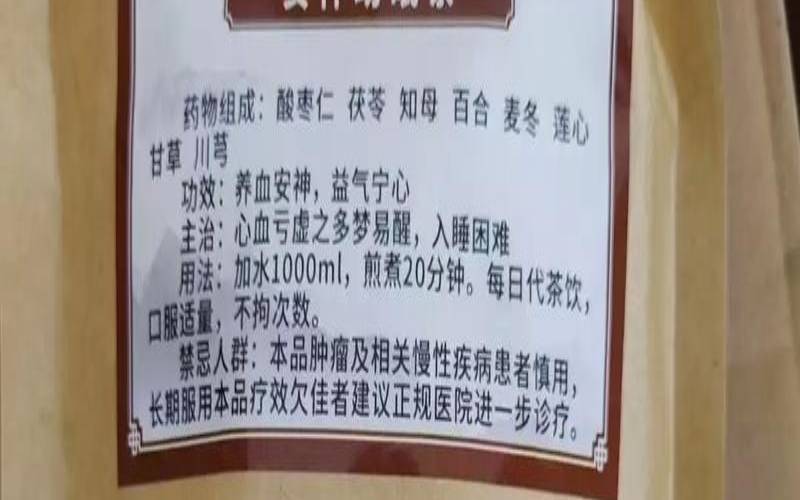 药物组成：酸枣仁 茯苓 知母 百合 麦冬 莲心
甘草 川芎
功效：养血安神，益气宁心
主治：心血亏虚之多梦易醒，入睡困难
用法：加水1000ml，煎煮20分钟。每日代茶饮，
口服适量，不拘次数。
禁忌人群：本品肿瘤及相关慢性疾病患者慎用，
长期服用本品疗效欠佳者建议正规医院进一步诊疗。